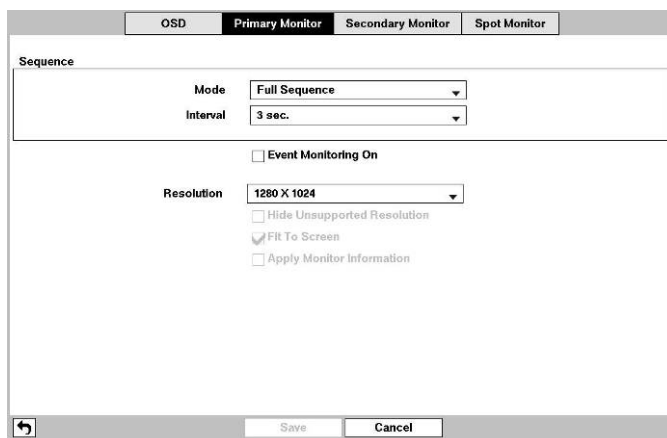 OSD Primary Monitor Secondary Monitor Spot Monitor
Sequence
Mode Full Sequence
Interval 3 sec.
Event Monitoring On
Resolution 1280 X 1024
Hide Unsupported Resolution
Fit To Screen
Apply Monitor Information
Save Cancel